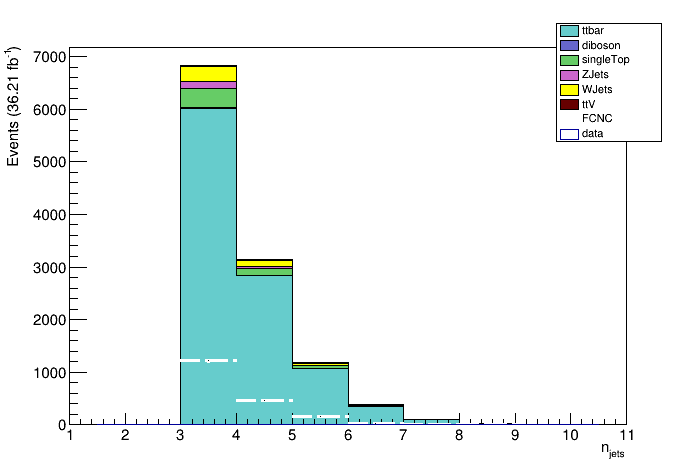 ttbar
diboson
singleTop
ZJets
WJets
ttV
FCNC
data
Events (36.21 fb⁻¹)
7000
6000
5000
4000
3000
2000
1000
0
1 2 3 4 5 6 7 8 9 10 11
n_jets